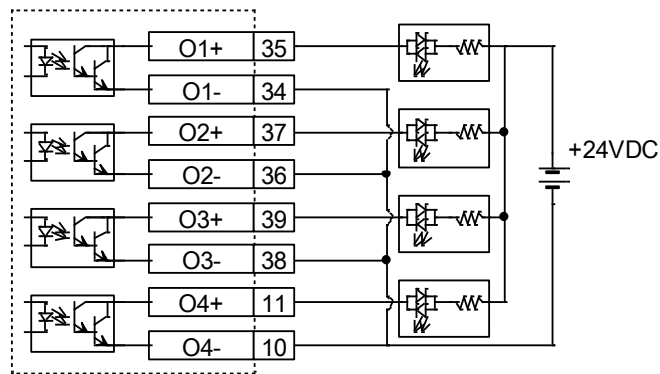 O1+ 35
O1- 34
O2+ 37
+24VDC
O2- 36
O3+ 39
O3- 38
O4+ 11
O4- 10